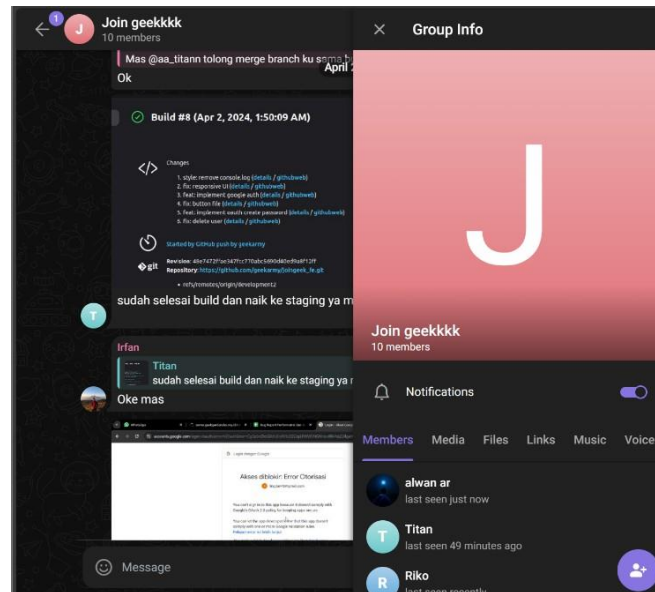 1
J
Join geekkkk
10 members
Mas @aa_titann tolong merge branch ku sama
April
Ok
Build #8 (Apr 2, 2024, 1:50:09 AM)
Changes
1. style: remove console.log (details / githubweb)
2. fix: responsive UI (details / githubweb)
3. feat: implement google auth (details / githubweb)
4. fix: button file (details / githubweb)
5. feat: implement oauth create password (details / githubweb)
6. fix: delete user (details / githubweb)
Started by GitHub push by geekarmy
git
Revision:
Repository: https://github.com/geekarmy/joingeek_fe.git
refs/remotes/origin/development2
T
sudah selesai build dan naik ke staging ya m
Irfan
Titan
sudah selesai build dan naik ke staging ya
Oke mas
Akses diblokir: Error Otorisasi
Message
Group Info
J
Join geekkkk
10 members
Notifications
Members Media Files Links Music Voice
alwan ar
last seen just now
T
Titan
last seen 49 minutes ago
R
Riko
last seen recently